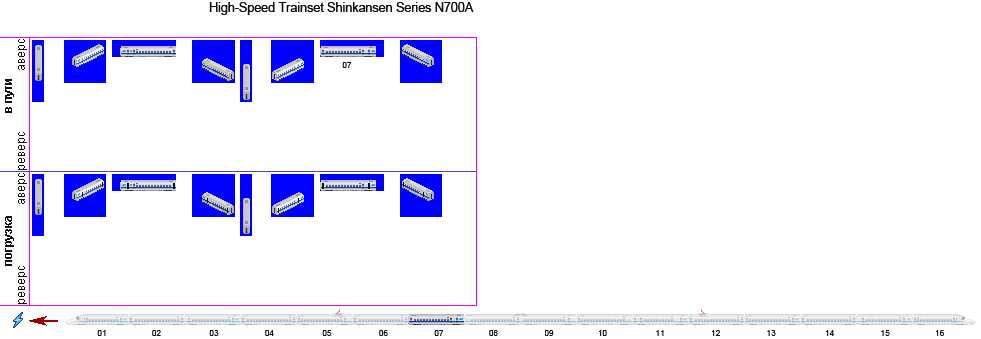 High-Speed Trainset Shinkansen Series N700A
в пути
аверс
реверс
07
погрузка
аверс
реверс
01 02 03 04 05 06 07 08 09 10 11 12 13 14 15 16